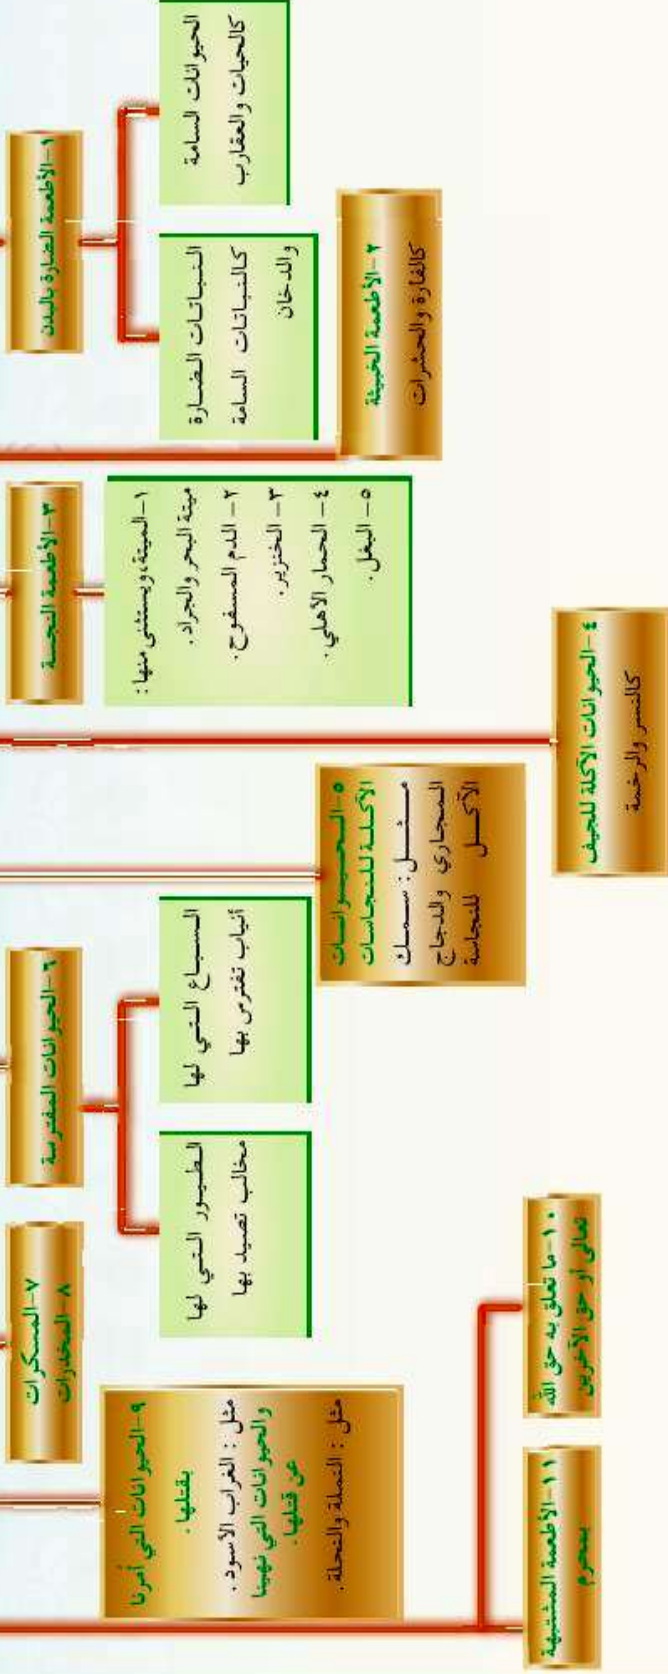 ١-الأطعمة الضارة بالبدن
الحيوانات السامة
كالحيات والعقارب
النباتات الضارة
كالنباتات السامة
والدخان
٢-الأطعمة الخبيثة
كالفارة والحشرات
٣-الأطعمة النجسة
١-الميتة،ويستثنى منها:
ميتة البحر والجراد.
٢- الدم المسفوح.
٣- الخنزير.
٤- الحمار الأهلي.
٥- البغل.
٤-الحيوانات الآكلة للجيف
كالنسر والرخمة
٥-الحيوانات
الآكلة للنجاسات
مثل: سمك
المجاري والدجاج
الآكل للنجاسة
٦-الحيوانات المفترسة
السباع التي لها
أنياب تفترس بها
الطيور التي لها
مخالب تصيد بها
٧-المسكرات
٨-المخدرات
٩-الحيوانات التي أمرنا
بقتلها.
مثل: الغراب الأسود.
والحيوانات التي نهينا
عن قتلها.
مثل: النملة والنحلة.
١٠-ما تعلق به حق الله
تعالى أو حق الآخرين
١١-الأطعمة المشتبهة
بمحرم